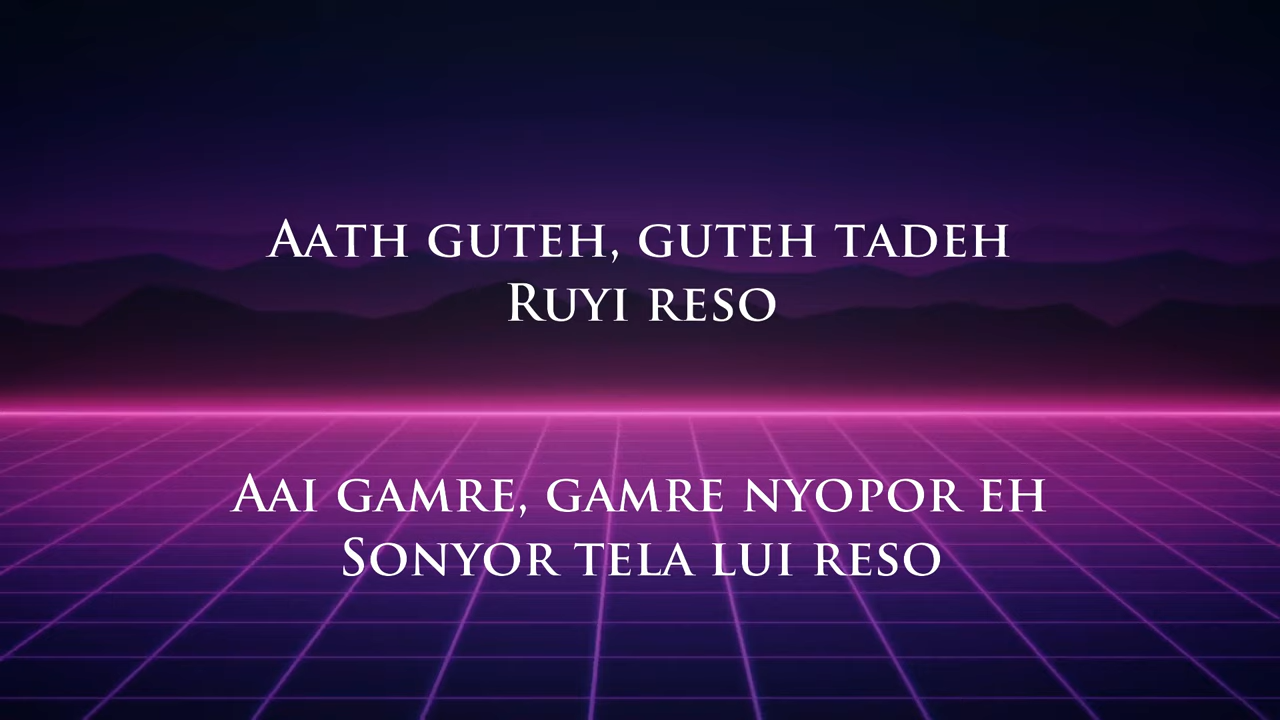 Aath guteh, guteh tadeh
Ruyi reso
Aai gamre, gamre nyopor eh
Sonyor tela lui reso